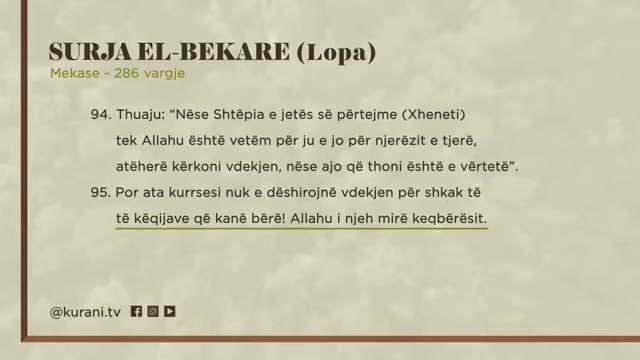 SURJA EL-BEKARE (Lopa)
Mekase - 286 vargje
94. Thuaju: “Nëse Shtëpia e jetës së përtejme (Xheneti)
tek Allahu është vetëm për ju e jo për njerëzit e tjerë,
atëherë kërkoni vdekjen, nëse ajo që thoni është e vërtetë”.
95. Por ata kurrsesi nuk e dëshirojnë vdekjen për shkak të
të këqijave që kanë bërë! Allahu i njeh mirë keqbërësit.
@kurani.tv